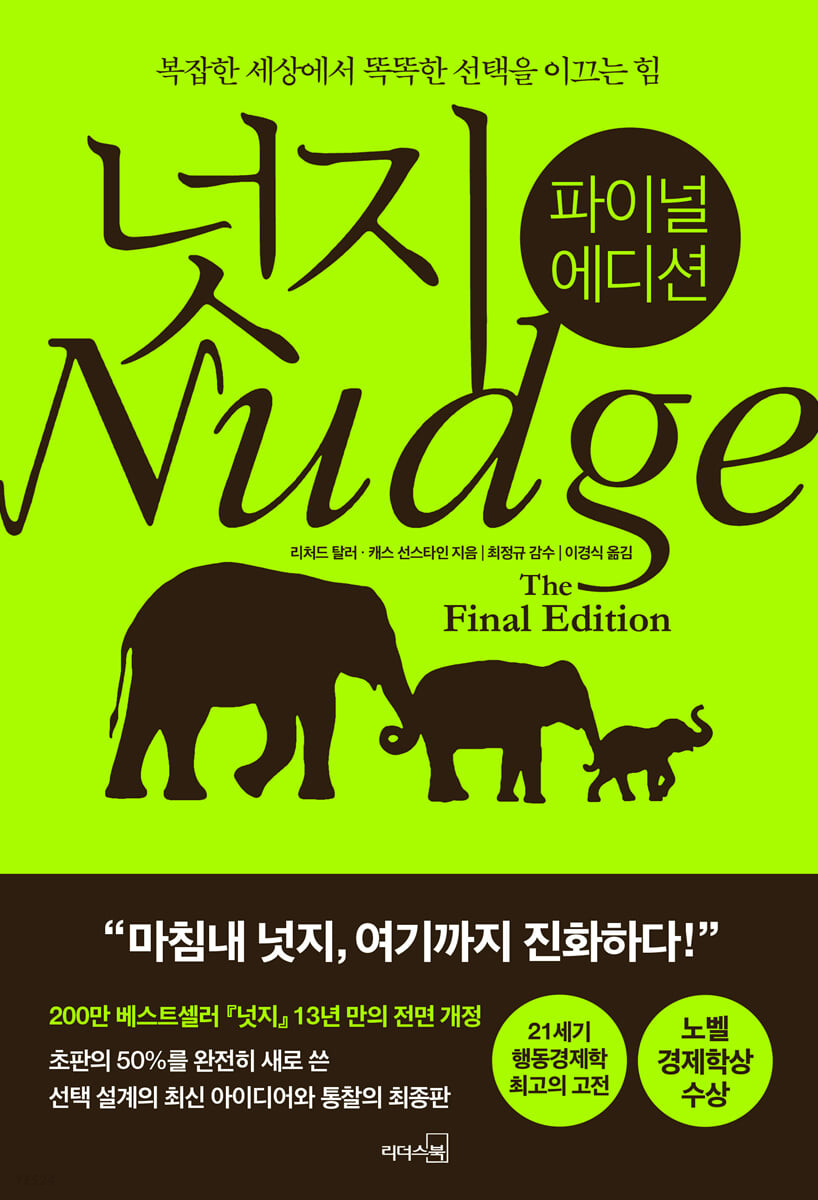 복잡한 세상에서 똑똑한 선택을 이끄는 힘
넛지
파이널
에디션
Nudge
리처드 탈러 · 캐스 선스타인 지음 | 최정규 감수 | 이경식 옮김
The
Final Edition
“마침내 넛지, 여기까지 진화하다!”
200만 베스트셀러 『넛지』 13년 만의 전면 개정
초판의 50%를 완전히 새로 쓴
선택 설계의 최신 아이디어와 통찰의 최종판
21세기
행동경제학
최고의 고전
노벨
경제학상
수상
리더스북